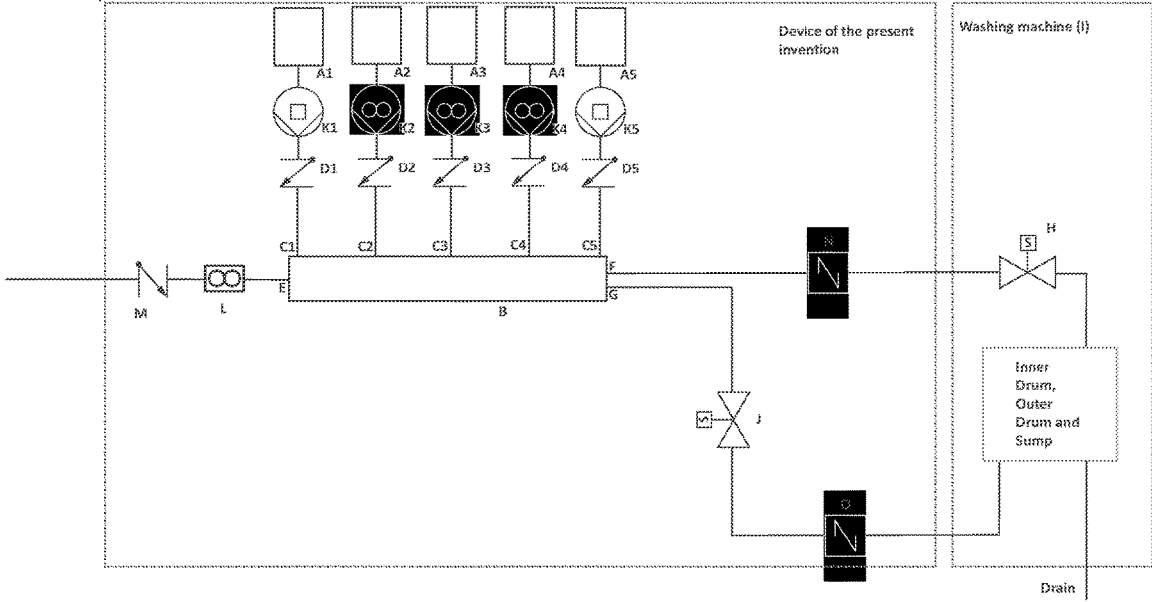 Device of the present
invention
Washing machine (I)
A1
A2
A3
A4
A5
K1
K2
K3
K4
K5
D1
D2
D3
D4
D5
C1
C2
C3
C4
C5
N
H
S
F
E
G
M
L
B
Inner
Drum,
Outer
Drum and
Sump
S
J
O
Drain